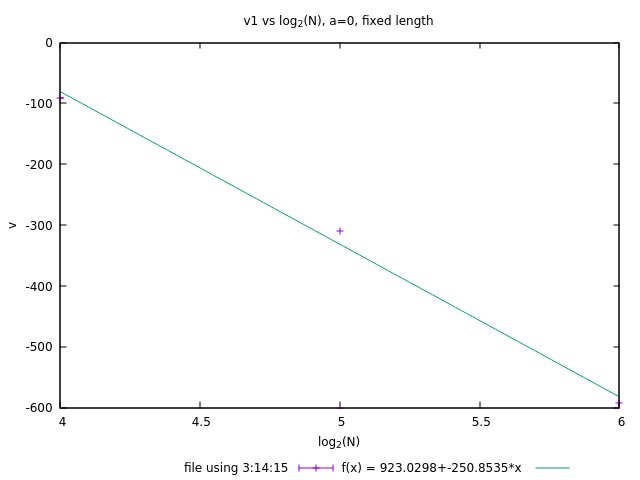 v1 vs log₂(N), a=0, fixed length
0
-100
-200
-300
-400
-500
-600
v
4 4.5 5 5.5 6
log₂(N)
file using 3:14:15 f(x) = 923.0298+-250.8535*x